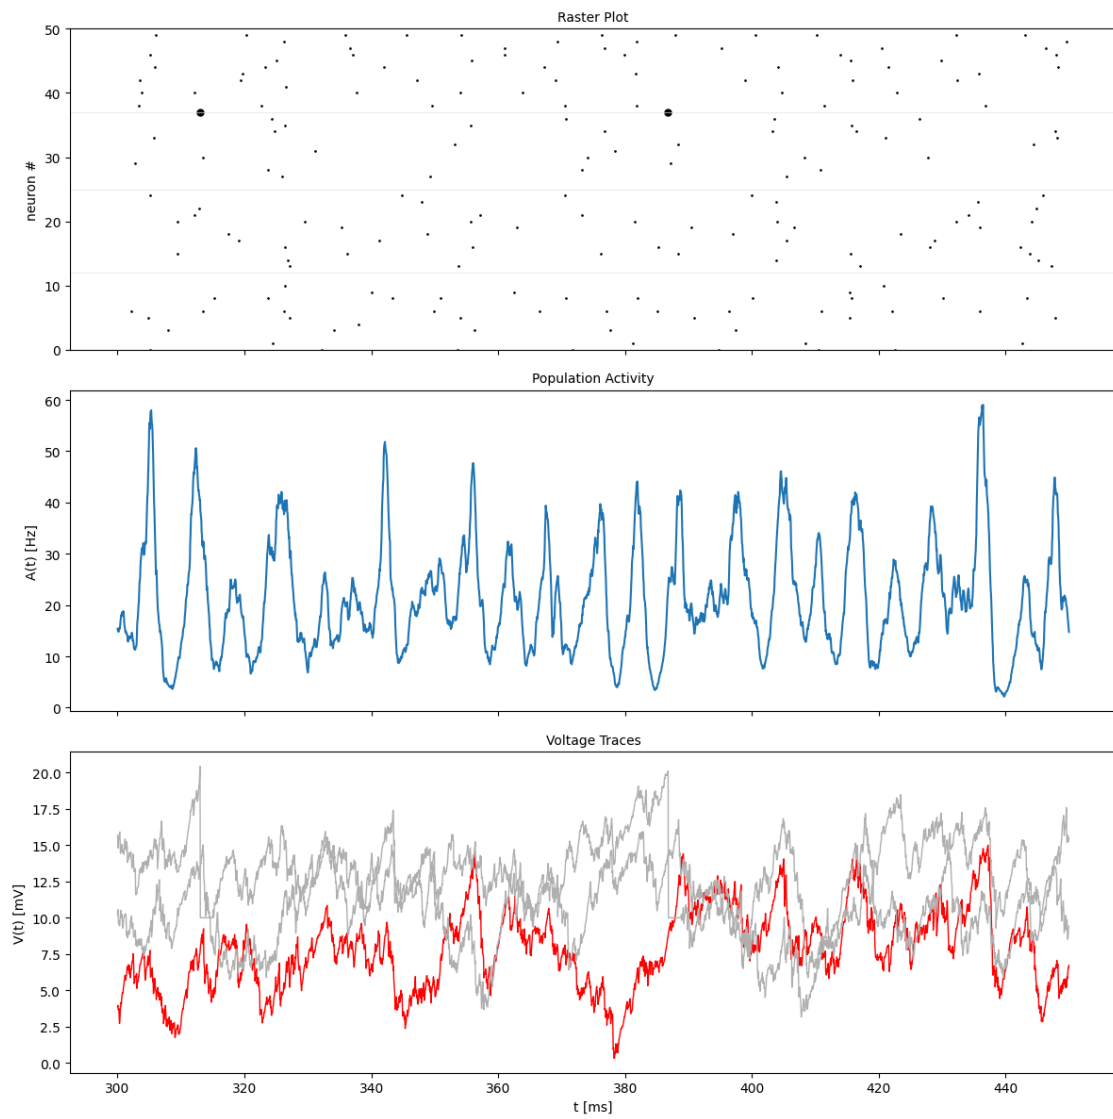 Raster Plot
50
40
30
20
10
0
neuron #
Population Activity
60
50
40
30
20
10
0
A(t) [Hz]
Voltage Traces
20.0
17.5
15.0
12.5
10.0
7.5
5.0
2.5
0.0
V(t) [mV]
300 320 340 360 380 400 420 440
t [ms]